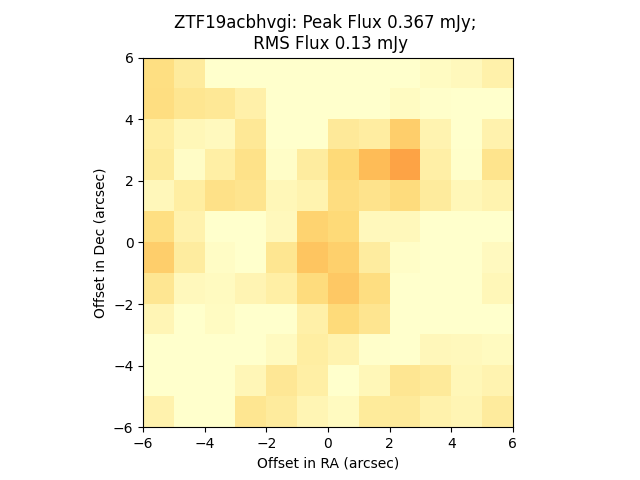 ZTF19acbhvgi: Peak Flux 0.367 mJy;
RMS Flux 0.13 mJy
6
4
2
0
−2
−4
−6
Offset in Dec (arcsec)
−6 −4 −2 0 2 4 6
Offset in RA (arcsec)